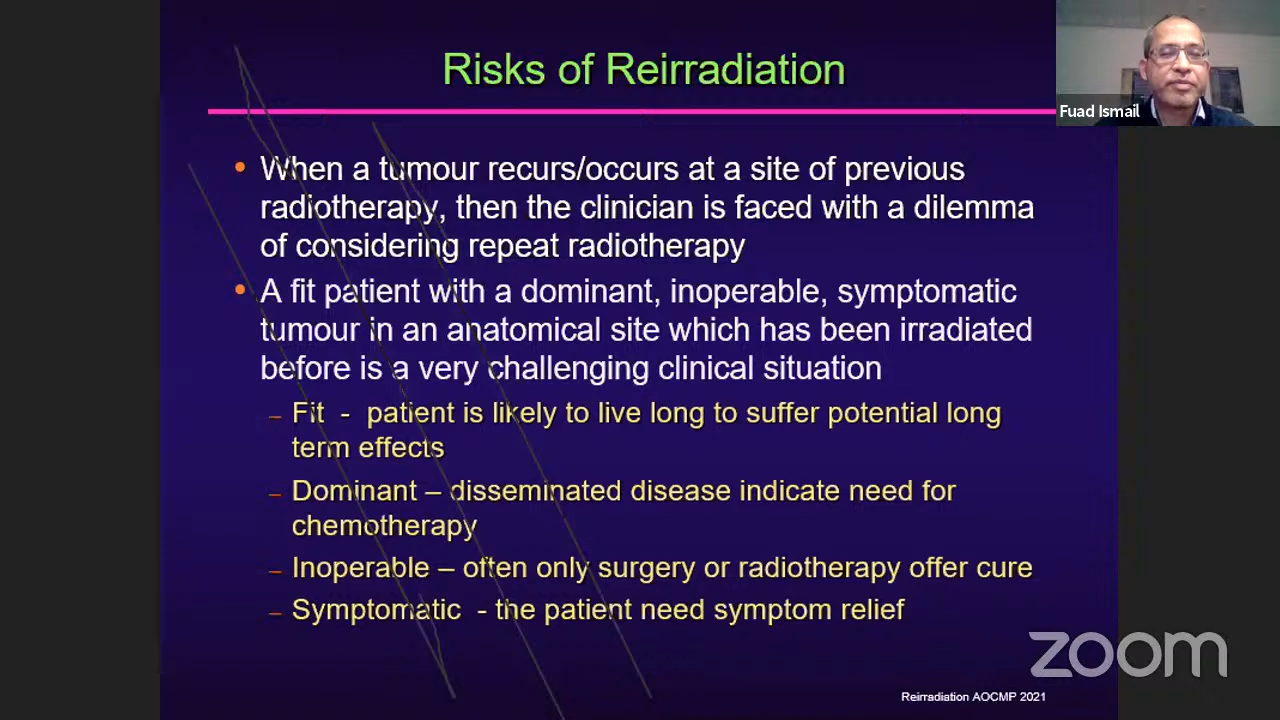 Risks of Reirradiation
Fuad Ismail
• When a tumour recurs/occurs at a site of previous
radiotherapy, then the clinician is faced with a dilemma
of considering repeat radiotherapy
• A fit patient with a dominant, inoperable, symptomatic
tumour in an anatomical site which has been irradiated
before is a very challenging clinical situation
– Fit - patient is likely to live long to suffer potential long
term effects
– Dominant – disseminated disease indicate need for
chemotherapy
– Inoperable – often only surgery or radiotherapy offer cure
– Symptomatic - the patient need symptom relief
zoom
Reirradiation AOCMP 2021